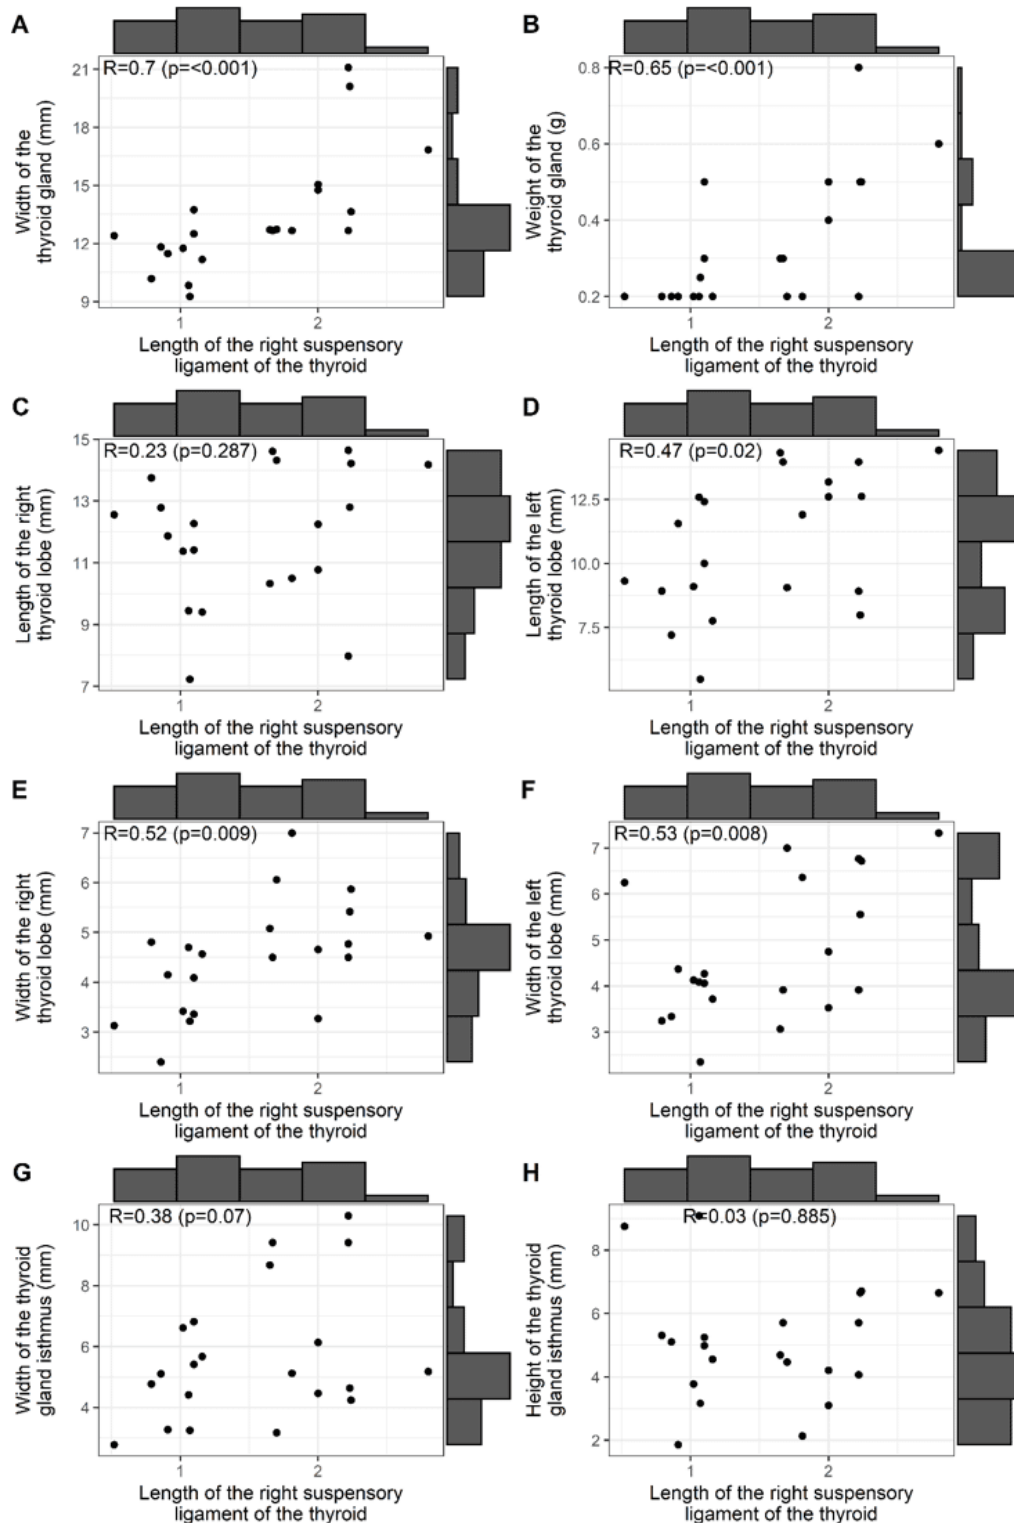 A
R=0.7 (p=<0.001)
Width of the
thyroid gland (mm)
21
18
15
12
9
1
2
Length of the right suspensory
ligament of the thyroid
B
R=0.65 (p=<0.001)
Weight of the
thyroid gland (g)
0.8
0.6
0.4
0.2
1
2
Length of the right suspensory
ligament of the thyroid
C
R=0.23 (p=0.287)
Length of the right
thyroid lobe (mm)
15
13
11
9
7
1
2
Length of the right suspensory
ligament of the thyroid
D
R=0.47 (p=0.02)
Length of the left
thyroid lobe (mm)
12.5
10.0
7.5
1
2
Length of the right suspensory
ligament of the thyroid
E
R=0.52 (p=0.009)
Width of the right
thyroid lobe (mm)
7
6
5
4
3
1
2
Length of the right suspensory
ligament of the thyroid
F
R=0.53 (p=0.008)
Width of the left
thyroid lobe (mm)
7
6
5
4
3
1
2
Length of the right suspensory
ligament of the thyroid
G
R=0.38 (p=0.07)
Width of the thyroid
gland isthmus (mm)
10
8
6
4
1
2
Length of the right suspensory
ligament of the thyroid
H
R=0.03 (p=0.885)
Height of the thyroid
gland isthmus (mm)
8
6
4
2
1
2
Length of the right suspensory
ligament of the thyroid